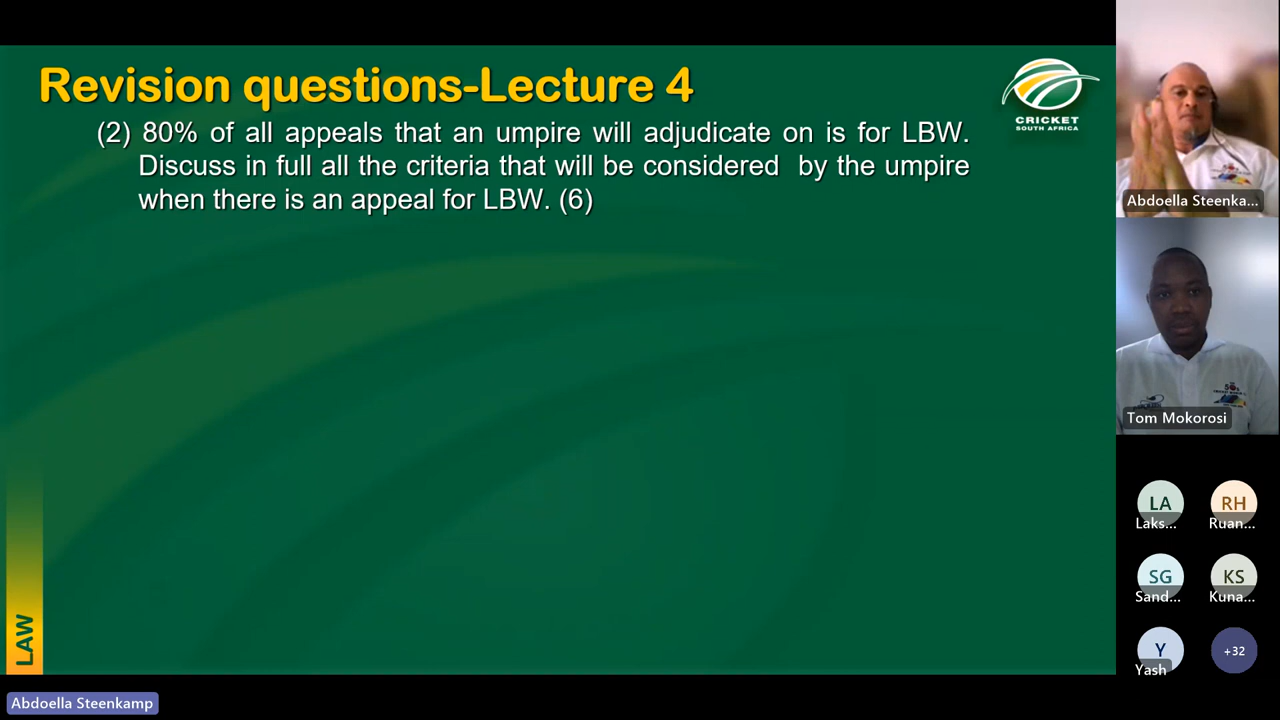 Revision questions-Lecture 4
CRICKET
SOUTH AFRICA
(2) 80% of all appeals that an umpire will adjudicate on is for LBW.
Discuss in full all the criteria that will be considered by the umpire
when there is an appeal for LBW. (6)
LAW
Abdoella Steenkamp
Abdoella Steenka...
Tom Mokorosi
LA
RH
Laks...
Ruan...
SG
KS
Sand...
Kuna...
Y
+32
Yash